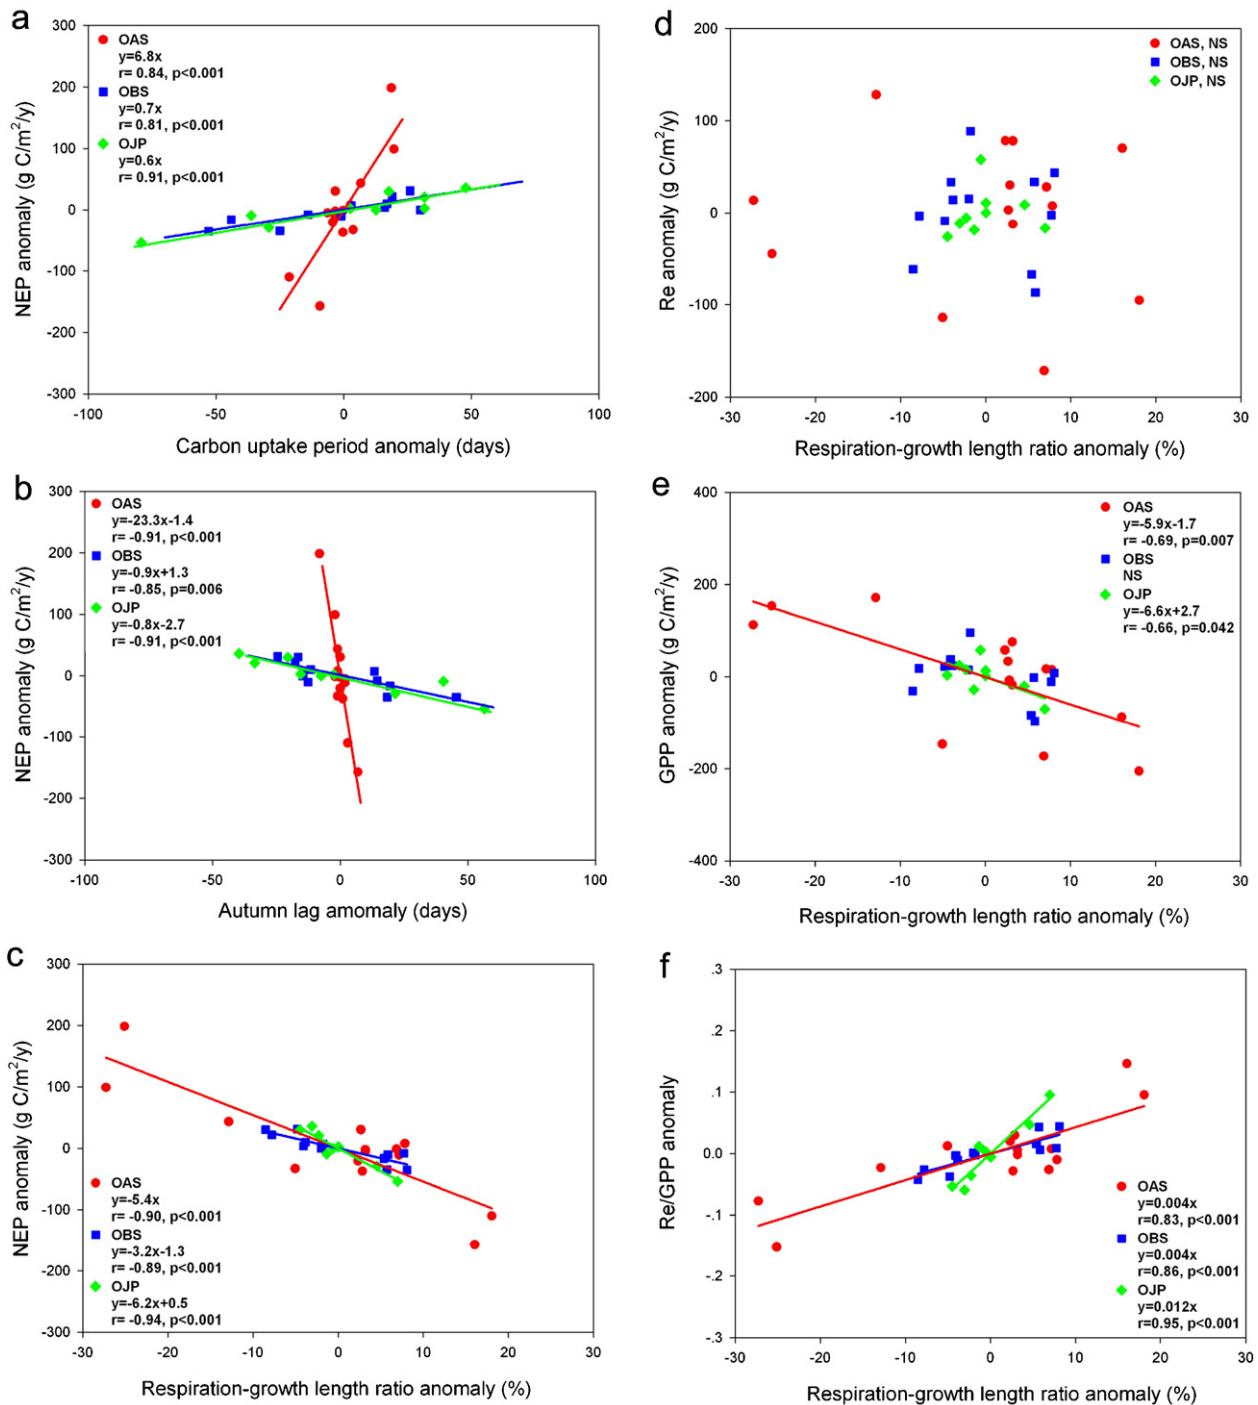 a
300
200
100
0
-100
-200
-300
-100
-50
0
50
100
NEP anomaly (g C/m²/y)
Carbon uptake period anomaly (days)
OAS
y=6.8x
r= 0.84, p<0.001
OBS
y=0.7x
r= 0.81, p<0.001
OJP
y=0.6x
r= 0.91, p<0.001
d
200
100
0
-100
-200
-30
-20
-10
0
10
20
30
Re anomaly (g C/m²/y)
Respiration-growth length ratio anomaly (%)
OAS, NS
OBS, NS
OJP, NS
b
300
200
100
0
-100
-200
-300
-100
-50
0
50
100
NEP anomaly (g C/m²/y)
Autumn lag amomaly (days)
OAS
y=-23.3x-1.4
r= -0.91, p<0.001
OBS
y=-0.9x+1.3
r= -0.85, p=0.006
OJP
y=-0.8x-2.7
r= -0.91, p<0.001
e
400
200
0
-200
-400
-30
-20
-10
0
10
20
30
GPP anomaly (g C/m²/y)
Respiration-growth length ratio anomaly (%)
OAS
y=-5.9x-1.7
r= -0.69, p=0.007
OBS
NS
OJP
y=-6.6x+2.7
r= -0.66, p=0.042
c
300
200
100
0
-100
-200
-300
-30
-20
-10
0
10
20
30
NEP anomaly (g C/m²/y)
Respiration-growth length ratio anomaly (%)
OAS
y=-5.4x
r= -0.90, p<0.001
OBS
y=-3.2x-1.3
r= -0.89, p<0.001
OJP
y=-6.2x+0.5
r= -0.94, p<0.001
f
.3
.2
.1
0.0
-.1
-.2
-.3
-30
-20
-10
0
10
20
30
Re/GPP anomaly
Respiration-growth length ratio anomaly (%)
OAS
y=0.004x
r=0.83, p<0.001
OBS
y=0.004x
r=0.86, p<0.001
OJP
y=0.012x
r=0.95, p<0.001